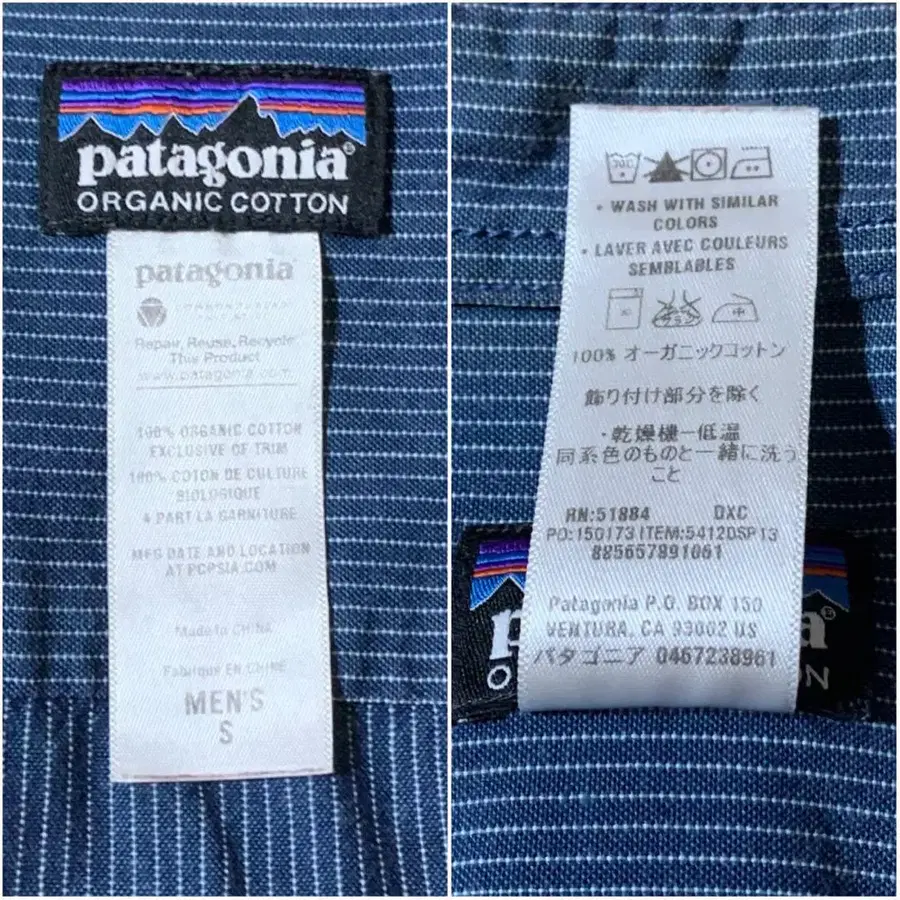 patagonia®
ORGANIC COTTON
patagonia®
Repair, Reuse, Recycle
This Product
www.patagonia.com
100% ORGANIC COTTON
EXCLUSIVE OF TRIM
100% COTON DE CULTURE
BIOLOGIQUE
À PART LA GARNITURE
MFG DATE AND LOCATION
AT PCPSIA.COM
Made in CHINA
Fabriqué EN CHINE
MEN'S
S
• WASH WITH SIMILAR
COLORS
• LAVER AVEC COULEURS
SEMBLABLES
中
100% オーガニックコットン
飾り付け部分を除く
・乾燥機ー低温
・同系色のものと一緒に洗う
こと
RN:51884 DXC
PO:150173 ITEM:5412DSP13
885657891061
Patagonia P.O. BOX 150
VENTURA, CA 93002 US
パタゴニア 0467238961